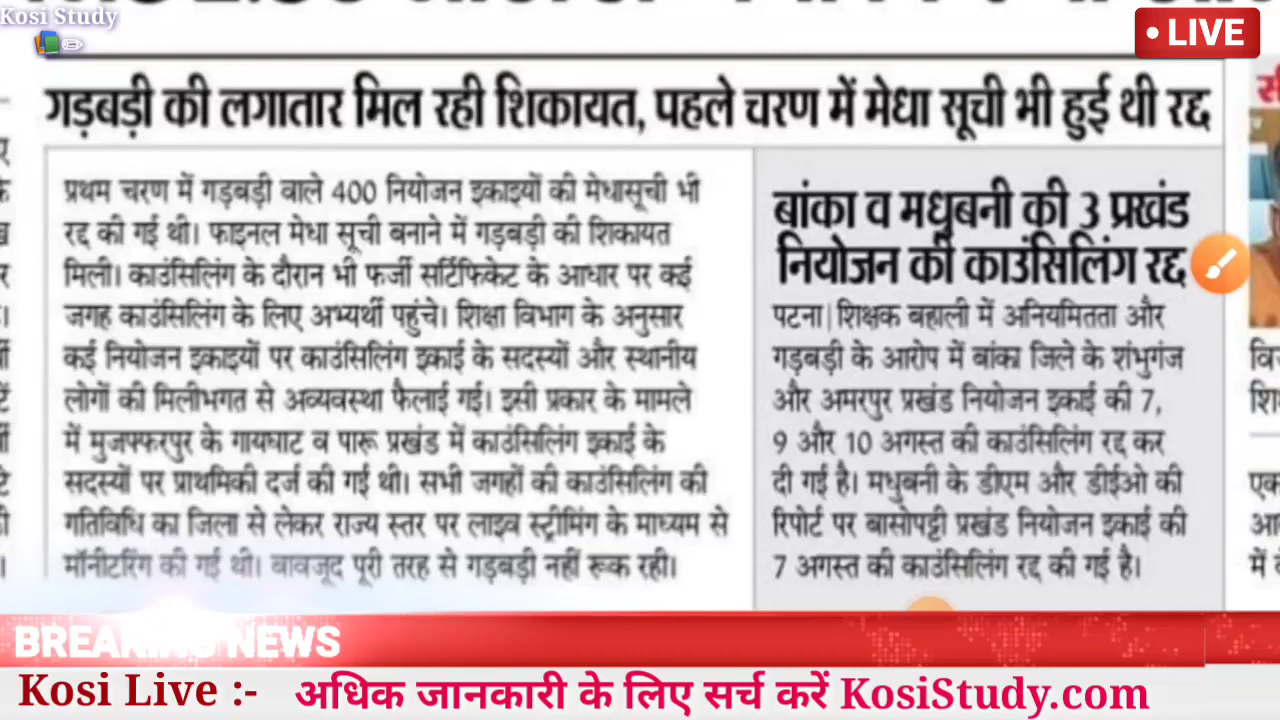 Kosi Study
LIVE
गड़बड़ी की लगातार मिल रही शिकायत, पहले चरण में मेधा सूची भी हुई थी रद्द
प्रथम चरण में गड़बड़ी वाले 400 नियोजन इकाइयों की मेधासूची भी
रद्द की गई थी। फाइनल मेधा सूची बनाने में गड़बड़ी की शिकायत
मिली। काउंसिलिंग के दौरान भी फर्जी सर्टिफिकेट के आधार पर कई
जगह काउंसिलिंग के लिए अभ्यर्थी पहुंचे। शिक्षा विभाग के अनुसार
कई नियोजन इकाइयों पर काउंसिलिंग इकाई के सदस्यों और स्थानीय
लोगों की मिलीभगत से अव्यवस्था फैलाई गई। इसी प्रकार के मामले
में मुजफ्फरपुर के गायघाट व पारू प्रखंड में काउंसिलिंग इकाई के
सदस्यों पर प्राथमिकी दर्ज की गई थी। सभी जगहों की काउंसिलिंग की
गतिविधि का जिला से लेकर राज्य स्तर पर लाइव स्ट्रीमिंग के माध्यम से
मॉनीटरिंग की गई थी। बावजूद पूरी तरह से गड़बड़ी नहीं रूक रही।
बांका व मधुबनी की 3 प्रखंड
नियोजन की काउंसिलिंग रद्द
पटना| शिक्षक बहाली में अनियमितता और
गड़बड़ी के आरोप में बांका जिले के शंभुगंज
और अमरपुर प्रखंड नियोजन इकाई की 7,
9 और 10 अगस्त की काउंसिलिंग रद्द कर
दी गई है। मधुबनी के डीएम और डीईओ की
रिपोर्ट पर बासोपट्टी प्रखंड नियोजन इकाई की
7 अगस्त की काउंसिलिंग रद्द की गई है।
BREAKING NEWS
Kosi Live :- अधिक जानकारी के लिए सर्च करें KosiStudy.com